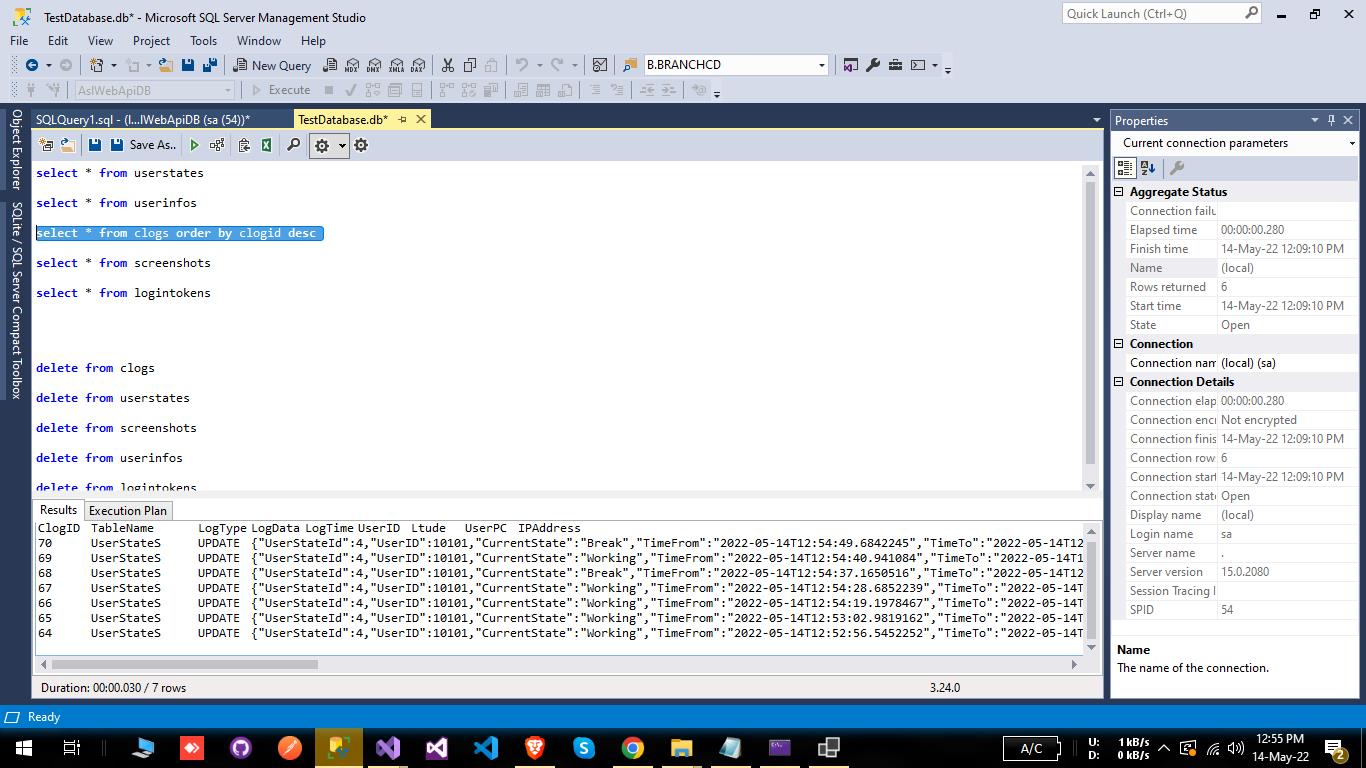 TestDatabase.db* - Microsoft SQL Server Management Studio
Quick Launch (Ctrl+Q)
File Edit View Project Tools Window Help
New Query
MDX DMX XMLA DAX
B.BRANCHCD
AslWebApiDB
Execute
Object Explorer
SQLite / SQL Server Compact Toolbox
SQLQuery1.sql - (l...lWebApiDB (sa (54))*
TestDatabase.db*
Save As..
select * from userstates
select * from userinfos
select * from clogs order by clogid desc
select * from screenshots
select * from logintokens
delete from clogs
delete from userstates
delete from screenshots
delete from userinfos
delete from logintokens
Results Execution Plan
ClogID TableName LogType LogData LogTime UserID Ltude UserPC IPAddress
70 UserStateS UPDATE {"UserStateId":4,"UserID":10101,"CurrentState":"Break","TimeFrom":"2022-05-14T12:54:49.6842245","TimeTo":"2022-05-14T12
69 UserStateS UPDATE {"UserStateId":4,"UserID":10101,"CurrentState":"Working","TimeFrom":"2022-05-14T12:54:40.941084","TimeTo":"2022-05-14T
68 UserStateS UPDATE {"UserStateId":4,"UserID":10101,"CurrentState":"Break","TimeFrom":"2022-05-14T12:54:37.1650516","TimeTo":"2022-05-14T12
67 UserStateS UPDATE {"UserStateId":4,"UserID":10101,"CurrentState":"Working","TimeFrom":"2022-05-14T12:54:28.6852239","TimeTo":"2022-05-14T
66 UserStateS UPDATE {"UserStateId":4,"UserID":10101,"CurrentState":"Working","TimeFrom":"2022-05-14T12:54:19.1978467","TimeTo":"2022-05-14T
65 UserStateS UPDATE {"UserStateId":4,"UserID":10101,"CurrentState":"Working","TimeFrom":"2022-05-14T12:53:02.9819162","TimeTo":"2022-05-14T
64 UserStateS UPDATE {"UserStateId":4,"UserID":10101,"CurrentState":"Working","TimeFrom":"2022-05-14T12:52:56.5452252","TimeTo":"2022-05-14T
Duration: 00:00.030 / 7 rows
3.24.0
Properties
Current connection parameters
Aggregate Status
Connection failu
Elapsed time 00:00:00.280
Finish time 14-May-22 12:09:10 PM
Name (local)
Rows returned 6
Start time 14-May-22 12:09:10 PM
State Open
Connection
Connection nam (local) (sa)
Connection Details
Connection elap 00:00:00.280
Connection encr Not encrypted
Connection finis 14-May-22 12:09:10 PM
Connection row 6
Connection start 14-May-22 12:09:10 PM
Connection state Open
Display name (local)
Login name sa
Server name .
Server version 15.0.2080
Session Tracing I
SPID 54
Name
The name of the connection.
Ready
A/C
U: 1 kB/s
D: 0 kB/s
12:55 PM
14-May-22
2